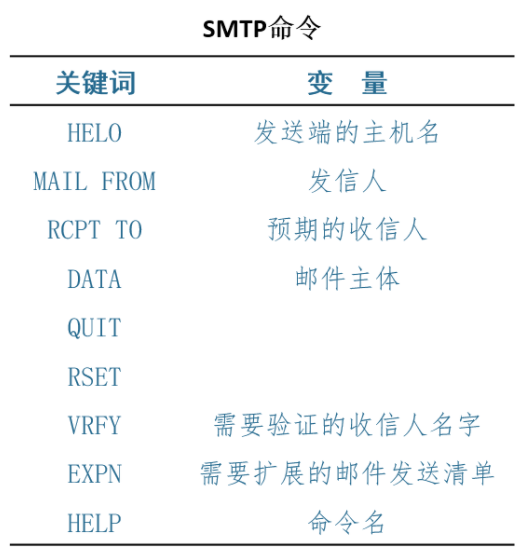 SMTP命令
关键词 变 量
HELO 发送端的主机名
MAIL FROM 发信人
RCPT TO 预期的收信人
DATA 邮件主体
QUIT
RSET
VRFY 需要验证的收信人名字
EXPN 需要扩展的邮件发送清单
HELP 命令名